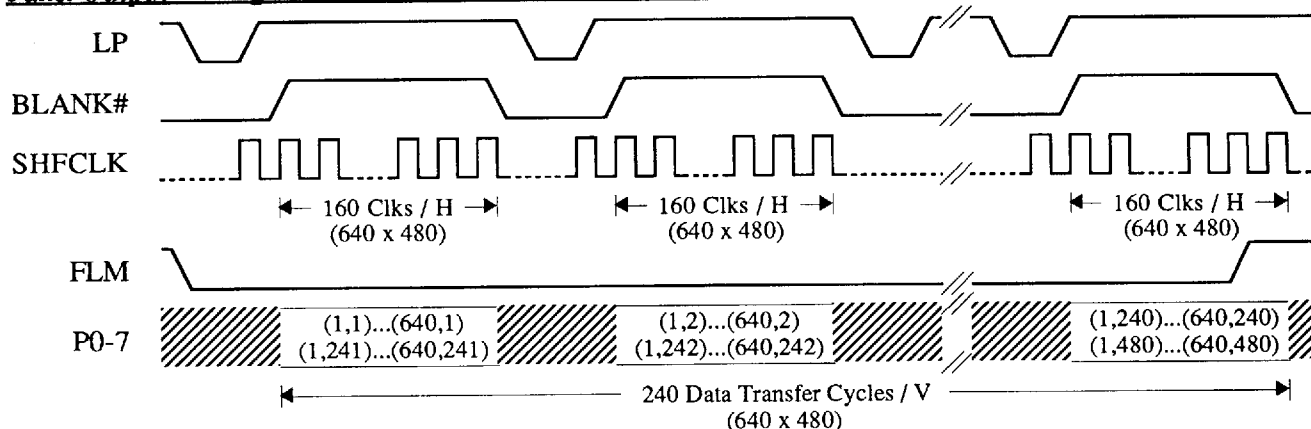 LP
BLANK#
SHFCLK
160 Clks / H
(640 x 480)
160 Clks / H
(640 x 480)
160 Clks / H
(640 x 480)
FLM
P0-7
(1,1)...(640,1)
(1,241)...(640,241)
(1,2)...(640,2)
(1,242)...(640,242)
(1,240)...(640,240)
(1,480)...(640,480)
240 Data Transfer Cycles / V
(640 x 480)